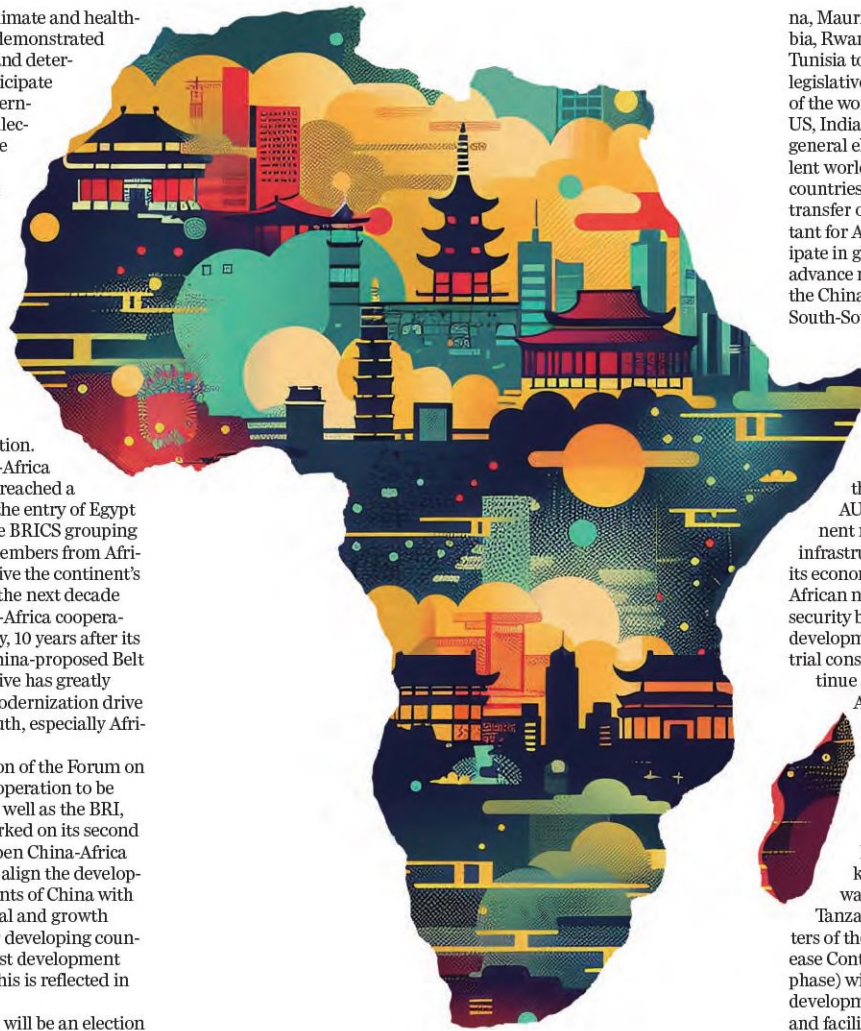 limate and health-
demonstrated
and deter-
icipate
ern-
lec-
e
tion.
-Africa
reached a
the entry of Egypt
e BRICS grouping
embers from Afri-
ive the continent's
the next decade
-Africa coopera-
y, 10 years after its
hina-proposed Belt
ive has greatly
odernization drive
uth, especially Afri-
on of the Forum on
operation to be
well as the BRI,
rked on its second
pen China-Africa
align the develop-
nts of China with
al and growth
r developing coun-
st development
his is reflected in
will be an election
na, Mauri
bia, Rwan
Tunisia to
legislative
of the wo
US, India
general el
lent world
countries
transfer o
tant for A
ipate in g
advance n
the China
South-Sou
th
AU
nent r
infrastru
its econom
African n
security b
developm
trial cons
tinue
A
k
wa
Tanza
ters of the
ease Cont
phase) wi
developm
and facili